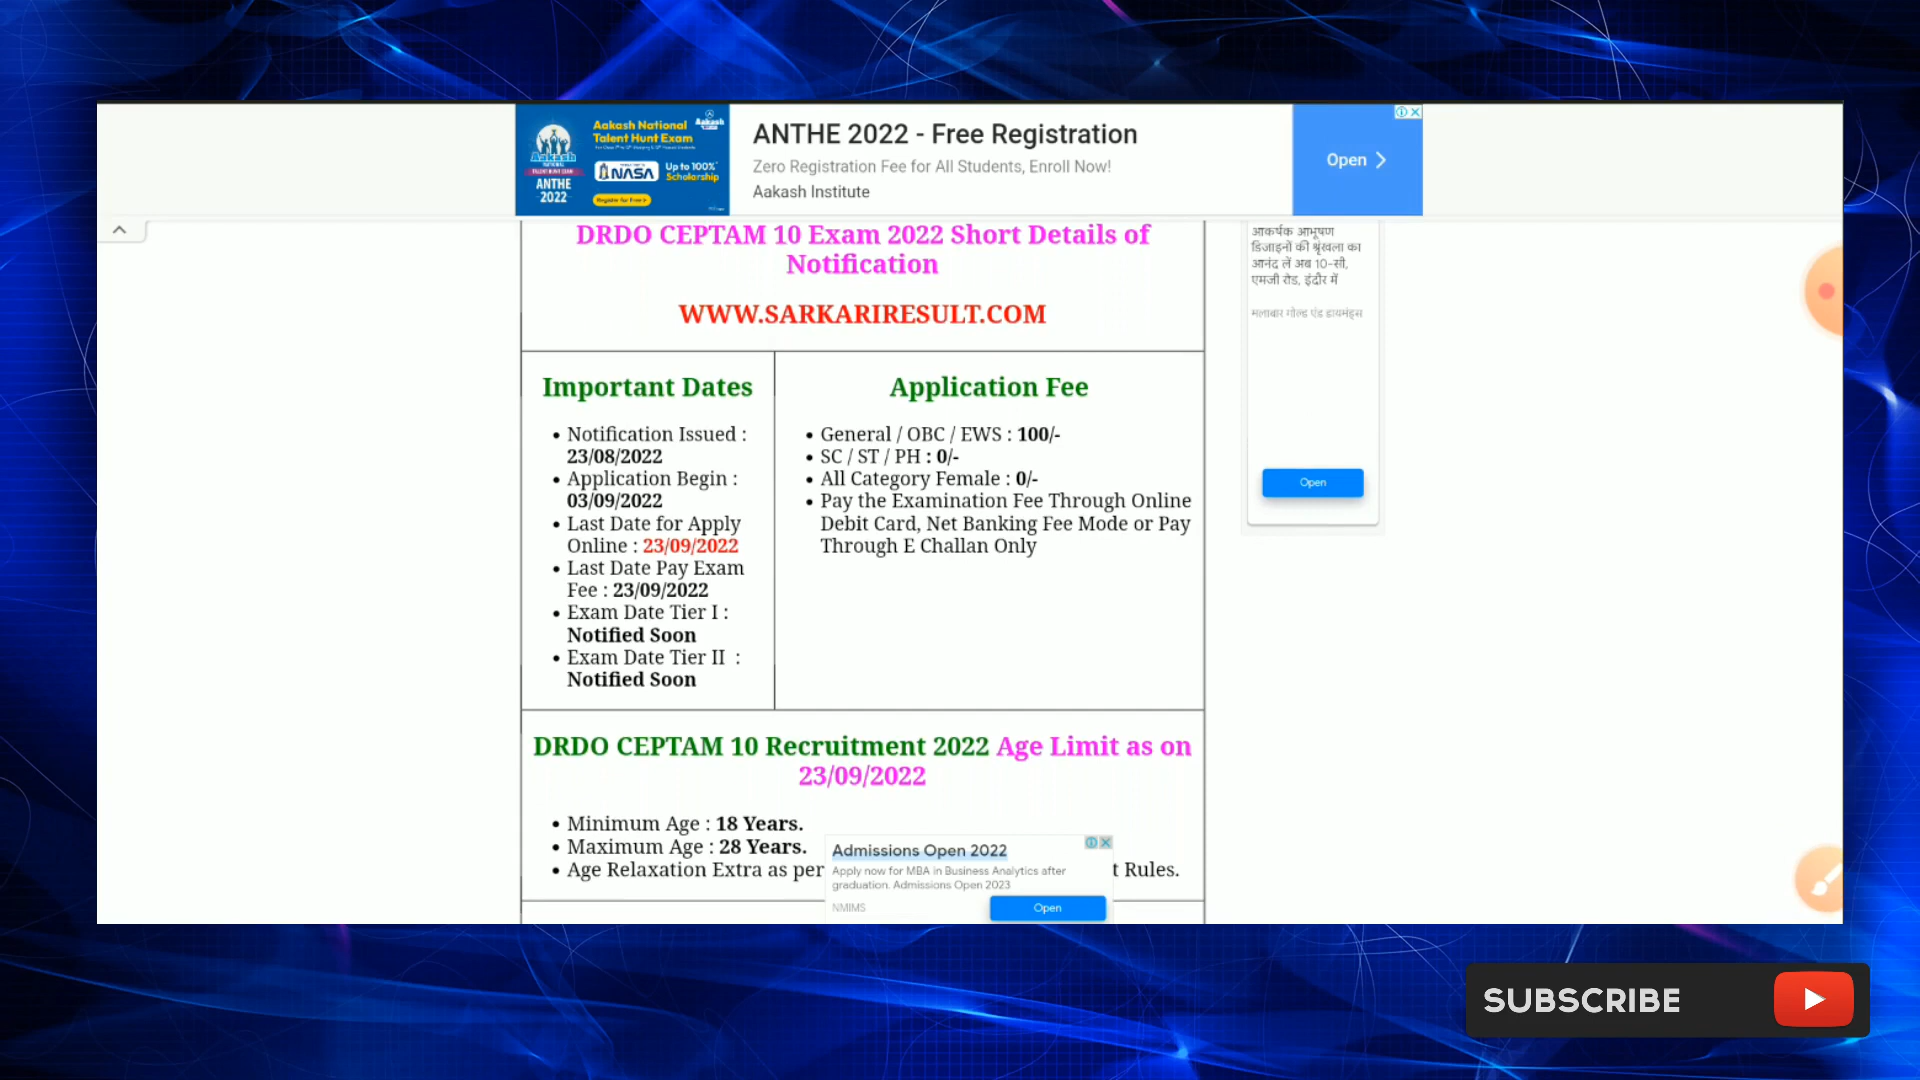 Aakash National
Talent Hunt Exam
Aakash
Aakash
ANTHE
2022
NASA
Up to 100%
Scholarship
Register for Free
ANTHE 2022 - Free Registration
Zero Registration Fee for All Students, Enroll Now!
Aakash Institute
Open
DRDO CEPTAM 10 Exam 2022 Short Details of
Notification
WWW.SARKARIRESULT.COM
Important Dates
• Notification Issued :
23/08/2022
• Application Begin :
03/09/2022
• Last Date for Apply
Online : 23/09/2022
• Last Date Pay Exam
Fee : 23/09/2022
• Exam Date Tier I :
Notified Soon
• Exam Date Tier II :
Notified Soon
Application Fee
• General / OBC / EWS : 100/-
• SC / ST / PH : 0/-
• All Category Female : 0/-
• Pay the Examination Fee Through Online
Debit Card, Net Banking Fee Mode or Pay
Through E Challan Only
आकर्षक आभूषण
डिजाइनों की श्रृंखला का
आनंद लें अब 10-सी,
एमजी रोड, इंदौर में
मलाबार गोल्ड एंड डायमंड्स
Open
DRDO CEPTAM 10 Recruitment 2022 Age Limit as on
23/09/2022
• Minimum Age : 18 Years.
• Maximum Age : 28 Years.
• Age Relaxation Extra as per t Rules.
Admissions Open 2022
Apply now for MBA in Business Analytics after
graduation. Admissions Open 2023
NMIMS
Open
SUBSCRIBE